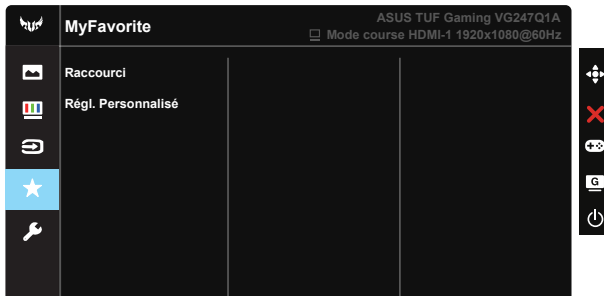 MyFavorite
ASUS TUF Gaming VG247Q1A
Mode course HDMI-1 1920x1080@60Hz
Raccourci
Régl. Personnalisé
G